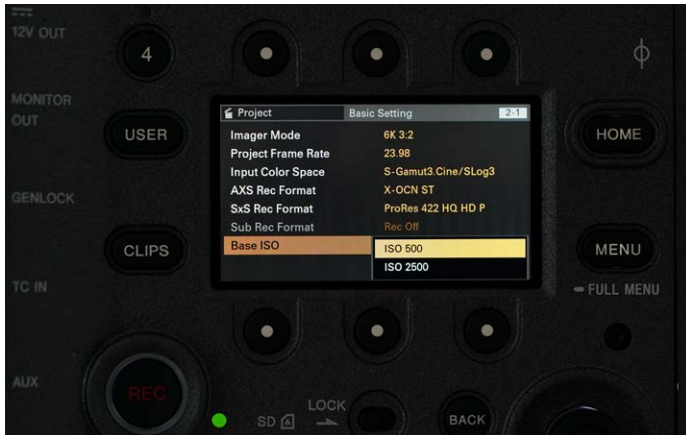 12V OUT
4
MONITOR
OUT
USER
Project
Basic Setting
2-1
HOME
Imager Mode
6K 3:2
Project Frame Rate
23.98
Input Color Space
S-Gamut3.Cine/SLog3
GENLOCK
AXS Rec Format
X-OCN ST
SxS Rec Format
ProRes 422 HQ HD P
Sub Rec Format
Rec Off
CLIPS
Base ISO
ISO 500
ISO 2500
MENU
TC IN
FULL MENU
AUX
REC
SD
LOCK
BACK